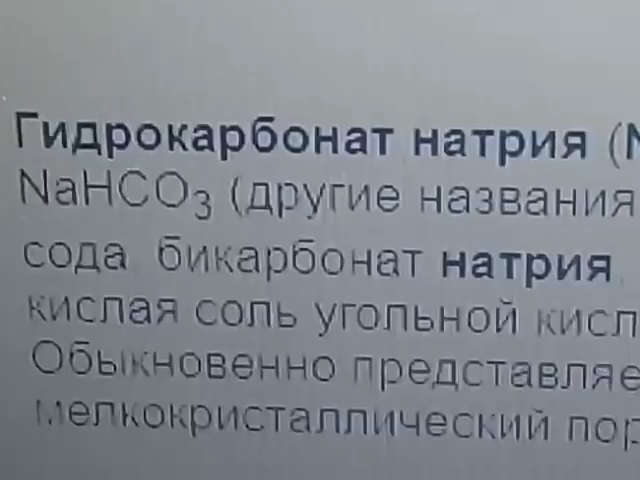 Гидрокарбонат натрия (
NaHCO₃ (другие названия
сода бикарбонат натрия
кислая соль угольной
Обыкновенно
мелкокристаллический